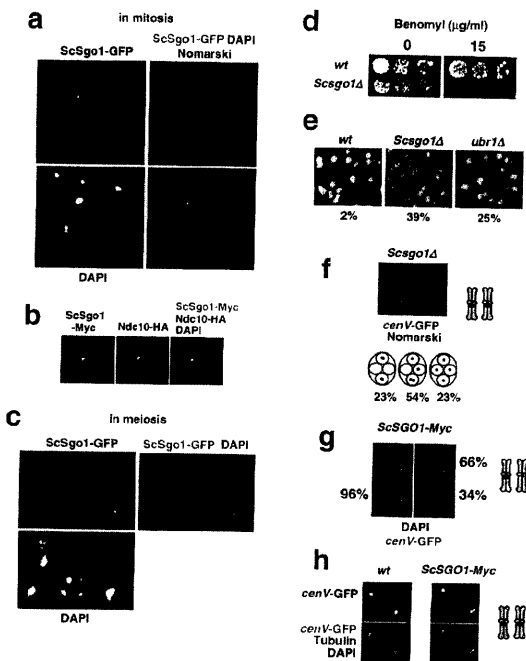 a
in mitosis
ScSgo1-GFP
ScSgo1-GFP DAPI
Nomarski
DAPI
b
ScSgo1
-Myc
Ndc10-HA
ScSgo1-Myc
Ndc10-HA
DAPI
c
in meiosis
ScSgo1-GFP
ScSgo1-GFP DAPI
DAPI
d
Benomyl (μg/ml)
0
15
wt
Scsgo1Δ
e
wt
Scsgo1Δ
ubr1Δ
2%
39%
25%
f
Scsgo1Δ
cenV-GFP
Nomarski
23%
54%
23%
g
ScSGO1-Myc
96%
66%
34%
DAPI
cenV-GFP
h
wt
ScSGO1-Myc
cenV-GFP
cenV-GFP
Tubulin
DAPI